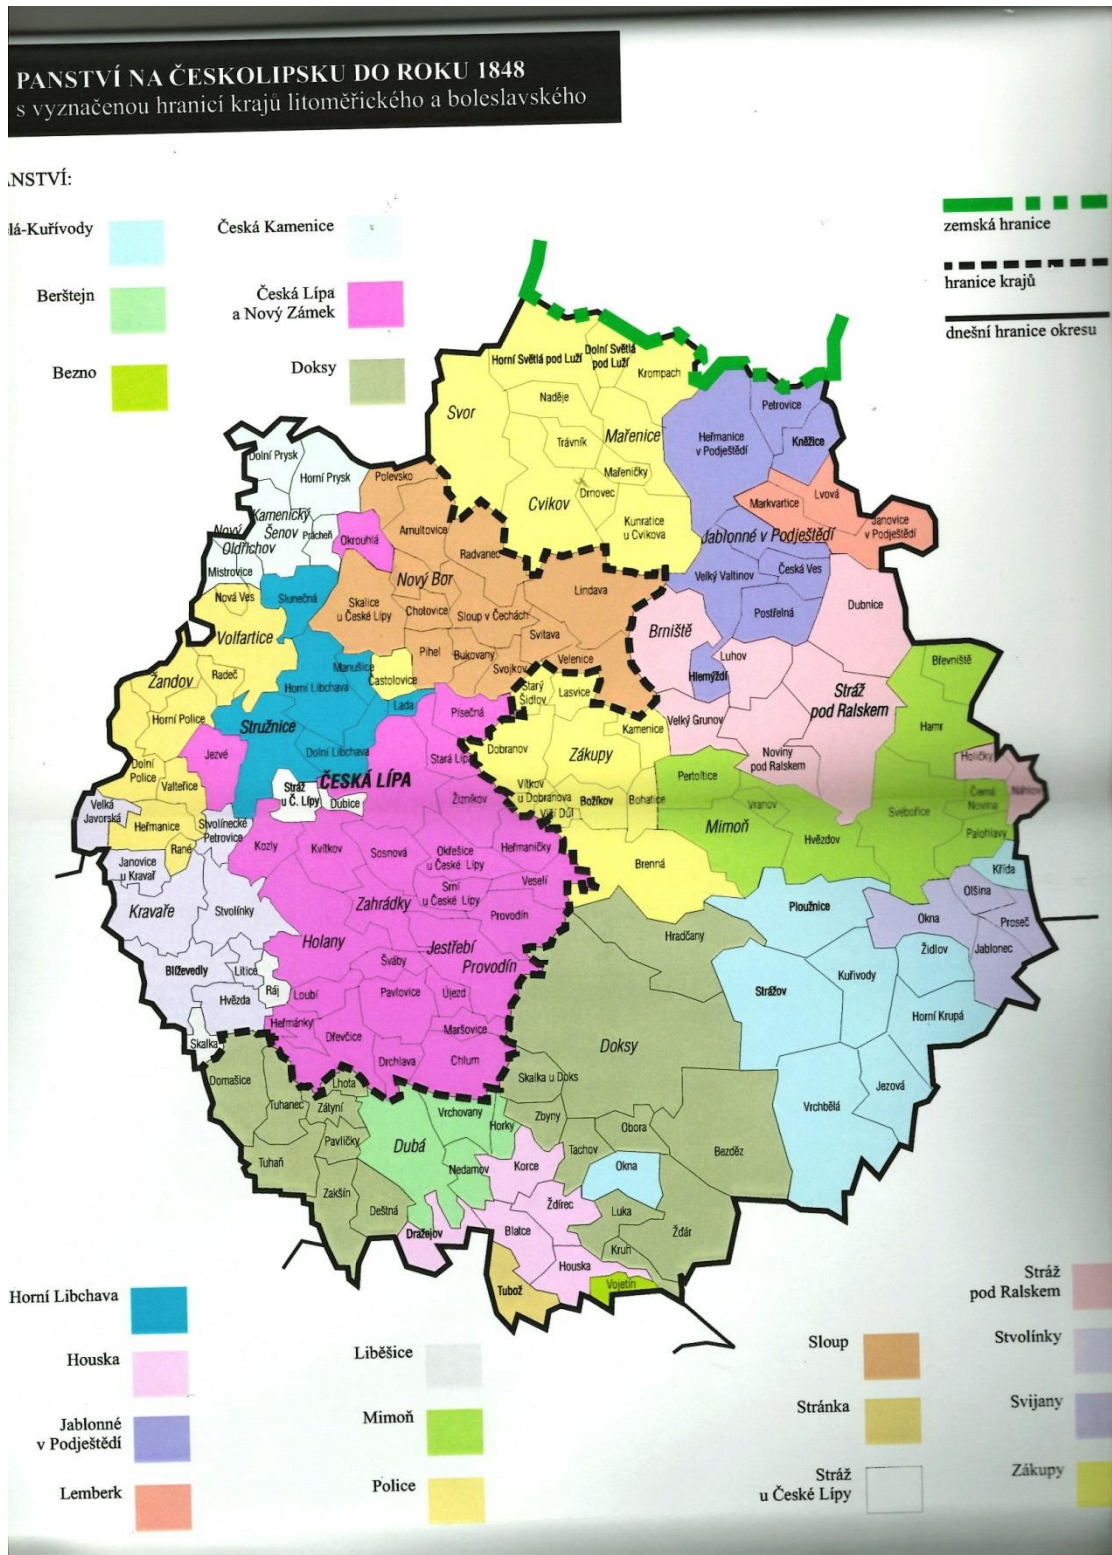 PANSTVÍ NA ČESKOLIPSKU DO ROKU 1848
s vyznačenou hranicí krajů litoměřického a boleslavského
ANSTVÍ:
lá-Kuřívody
Česká Kamenice
Berštejn
Česká Lípa
a Nový Zámek
Bezno
Doksy
zemská hranice
hranice krajů
dnešní hranice okresu
Horní Světlá pod Luží
Dolní Světlá
pod Luží
Krompach
Svor
Naděje
Trávník
Mařenice
Mařeničky
Drnovec
Cvikov
Kunratice
u Cvikova
Petrovice
Heřmanice
v Podještědí
Kněžice
Lvová
Markvartice
Janovice
v Podještědí
Jablonné v Podještědí
Velký Valtinov
Česká Ves
Postřelná
Dubnice
Dolní Prysk
Horní Prysk
Polevsko
Kamenický
Šenov
Nový
Oldřichov
Prácheň
Okrouhlá
Arnultovice
Radvanec
Mistrovice
Nová Ves
Slunečná
Nový Bor
Skalice
u České Lípy
Chotovice
Sloup v Čechách
Lindava
Svitava
Velenice
Volfartice
Radeč
Manušice
Častolovice
Pihel
Bukovany
Svojkov
Brniště
Luhov
Hlemýždí
Břevniště
Žandov
Horní Police
Horní Libchava
Lada
Písečná
Starý
Šidlov
Lasvice
Velký Grunov
Stráž
pod Ralskem
Hamr
Stružnice
Dolní Libchava
Jezvé
Dolní
Police
Valteřice
Stráž
u Č. Lípy
ČESKÁ LÍPA
Dubice
Stará Lípa
Dobranov
Zákupy
Kamenice
Noviny
pod Ralskem
Holičky
Náhlov
Žizníkov
Vítkov
u Dobranova
Vlčí Důl
Božíkov
Bohatice
Pertoltice
Vranov
Mimoň
Hvězdov
Svébořice
Černá
Novina
Palohlavy
Velká
Javorská
Heřmanice
Rané
Stvolínecké
Petrovice
Janovice
u Kravař
Kozly
Kvítkov
Sosnová
Okřešice
u České Lípy
Heřmaničky
Veselí
Brenná
Křída
Olšina
Kravaře
Stvolínky
Zahrádky
Srní
u České Lípy
Provodín
Ploužnice
Okna
Proseč
Hradčany
Židlov
Jablonec
Holany
Jestřebí
Provodín
Blíževedly
Litice
Ráj
Šváby
Hvězda
Loubí
Pavlovice
Újezd
Strážov
Kuřívody
Horní Krupá
Skalka
Heřmánky
Dřevčice
Maršovice
Drchlava
Chlum
Doksy
Domašice
Lhota
Skalka u Doks
Vrchbělá
Jezová
Tuhanec
Zátyní
Vrchovany
Horky
Zbyny
Obora
Pavličky
Dubá
Tuhaň
Nedamov
Korce
Tachov
Okna
Bezděz
Zakšín
Deštná
Ždírec
Luka
Dražejov
Blatce
Kruh
Žďár
Houska
Tubož
Vojetín
Horní Libchava
Houska
Jablonné
v Podještědí
Lemberk
Liběšice
Mimoň
Police
Sloup
Stránka
Stráž
u České Lípy
Stráž
pod Ralskem
Stvolínky
Svijany
Zákupy